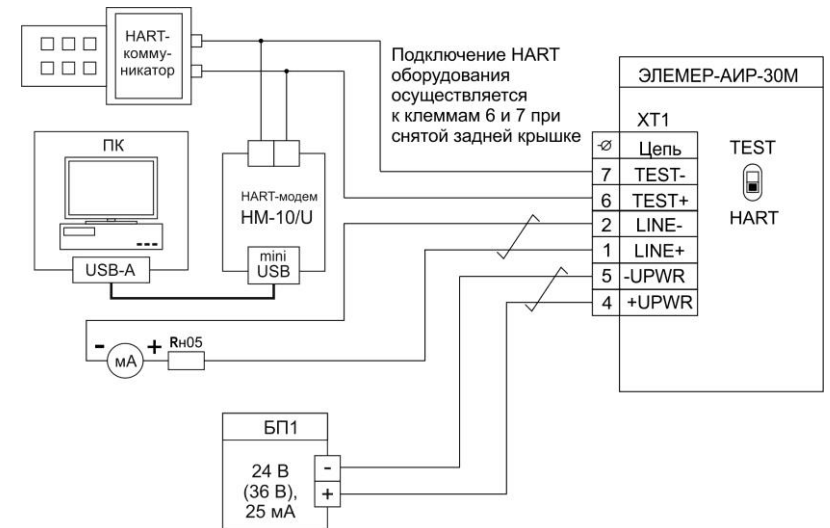 HART-
комму-
никатор
Подключение HART
оборудования
осуществляется
к клеммам 6 и 7 при
снятой задней крышке
ЭЛЕМЕР-АИР-30М
XT1
Цепь
7 TEST-
6 TEST+
2 LINE-
1 LINE+
5 -UPWR
4 +UPWR
TEST
HART
ПК
USB-A
HART-модем
HM-10/U
mini
USB
- мА + Rн05
БП1
24 В
(36 В),
25 мА
-
+